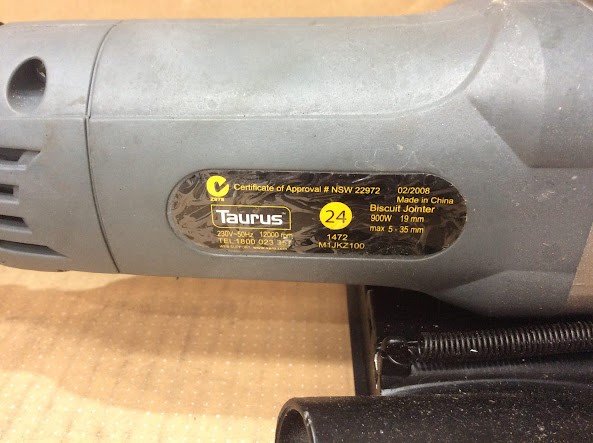 Certificate of Approval # NSW 22972 02/2008
Made in China
Taurus
24
Biscuit Jointer
900W 19 mm
max 5 - 35 mm
230V~50Hz 12000 rpm
TEL 1800 023 367
1472
M1JKZ100